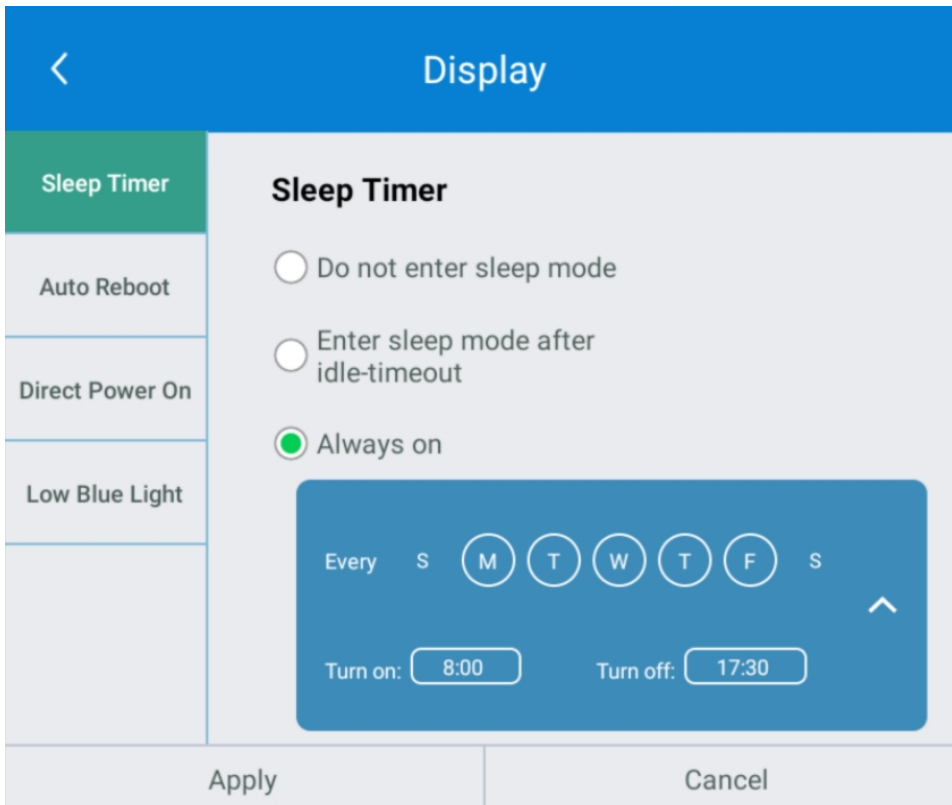 Display
Sleep Timer
Auto Reboot
Direct Power On
Low Blue Light
Sleep Timer
Do not enter sleep mode
Enter sleep mode after
idle-timeout
Always on
Every S M T W T F S
Turn on: 8:00 Turn off: 17:30
Apply Cancel